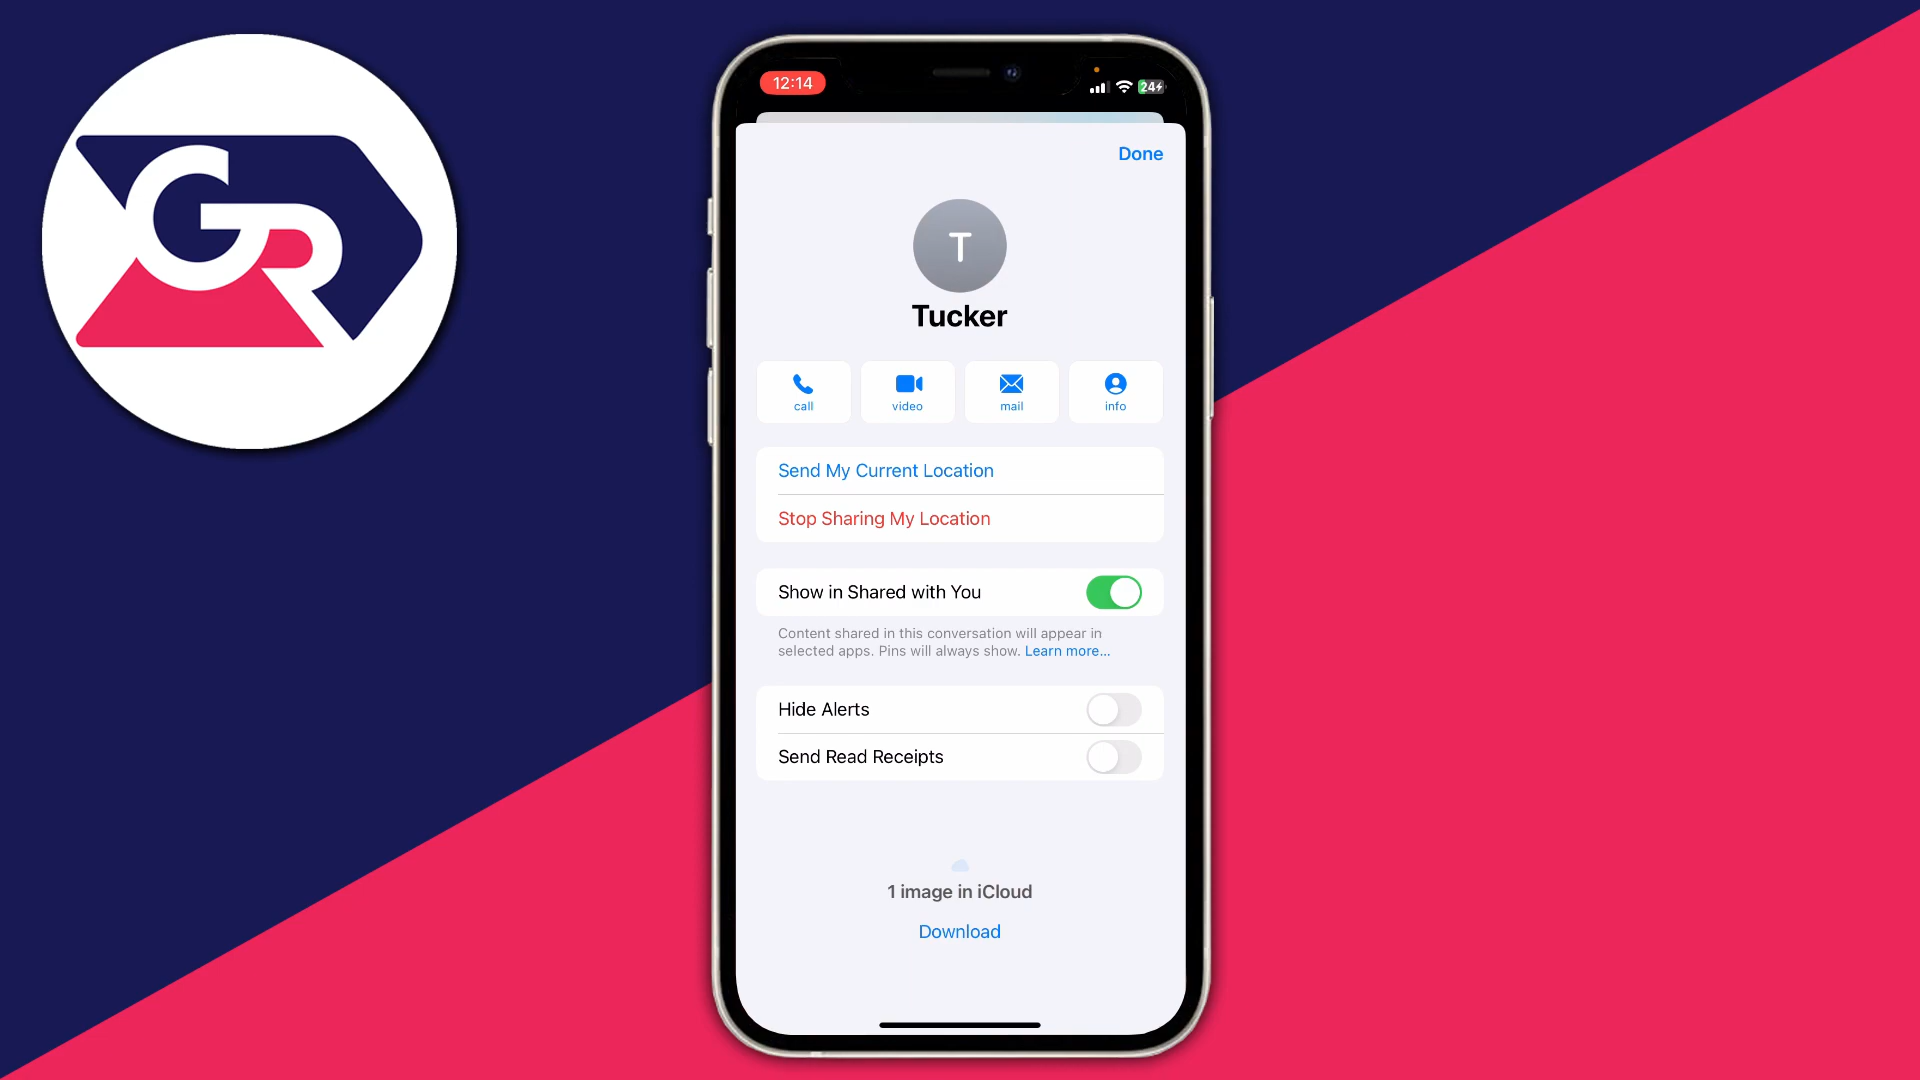 GR
12:14
24
Done
T
Tucker
call
video
mail
info
Send My Current Location
Stop Sharing My Location
Show in Shared with You
Content shared in this conversation will appear in
selected apps. Pins will always show. Learn more...
Hide Alerts
Send Read Receipts
1 image in iCloud
Download